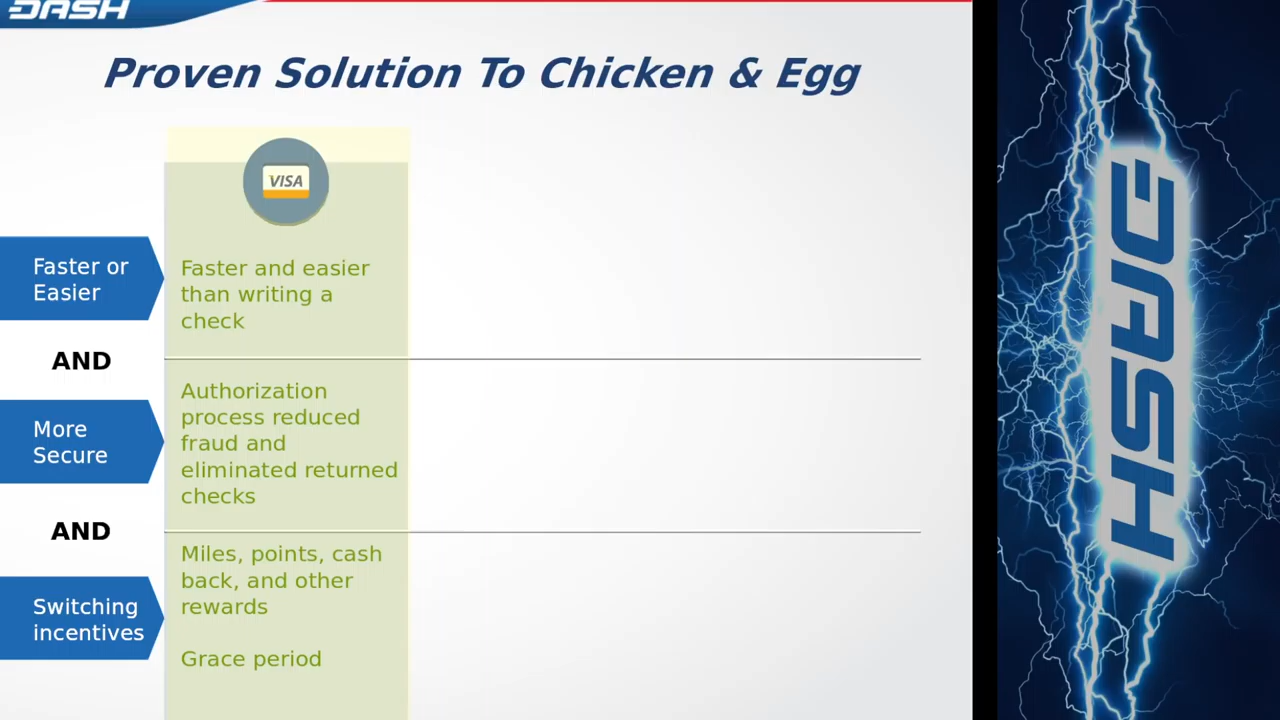 DASH
Proven Solution To Chicken & Egg
VISA
Faster or
Easier
Faster and easier
than writing a
check
AND
More
Secure
Authorization
process reduced
fraud and
eliminated returned
checks
AND
Switching
incentives
Miles, points, cash
back, and other
rewards
Grace period
DASH